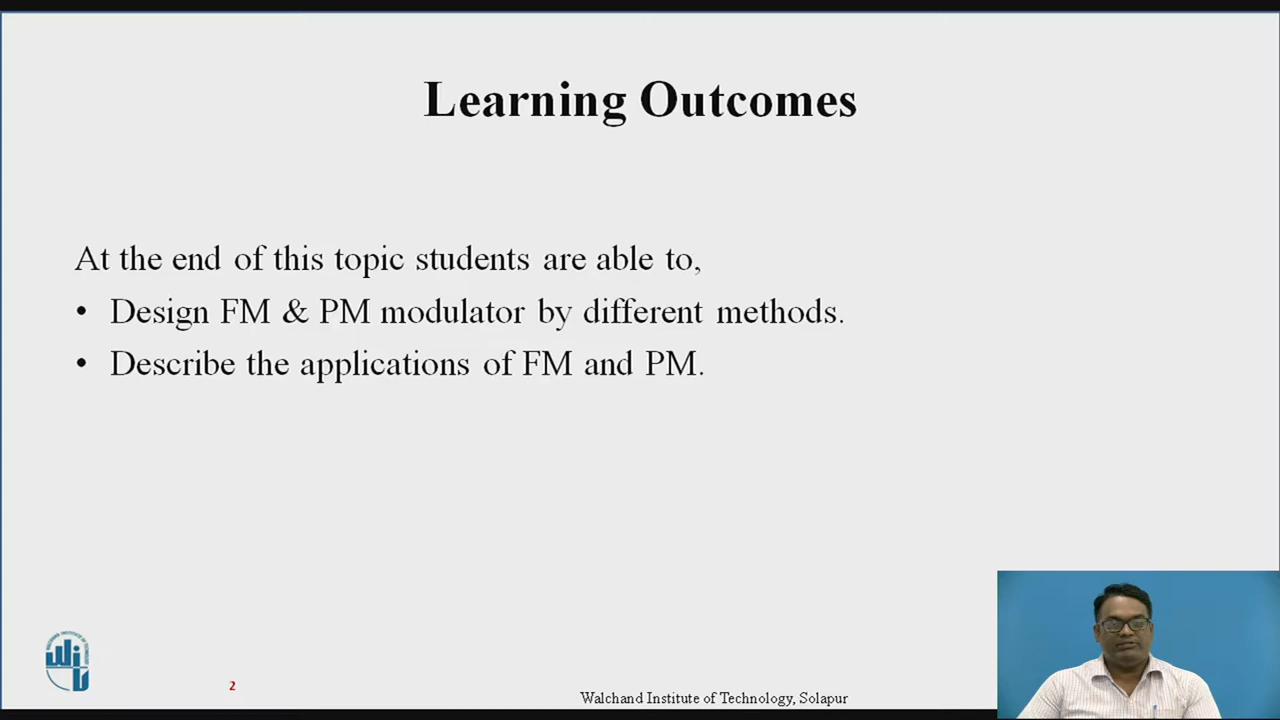 Learning Outcomes
At the end of this topic students are able to,
• Design FM & PM modulator by different methods.
• Describe the applications of FM and PM.
WIT
2
Walchand Institute of Technology, Solapur